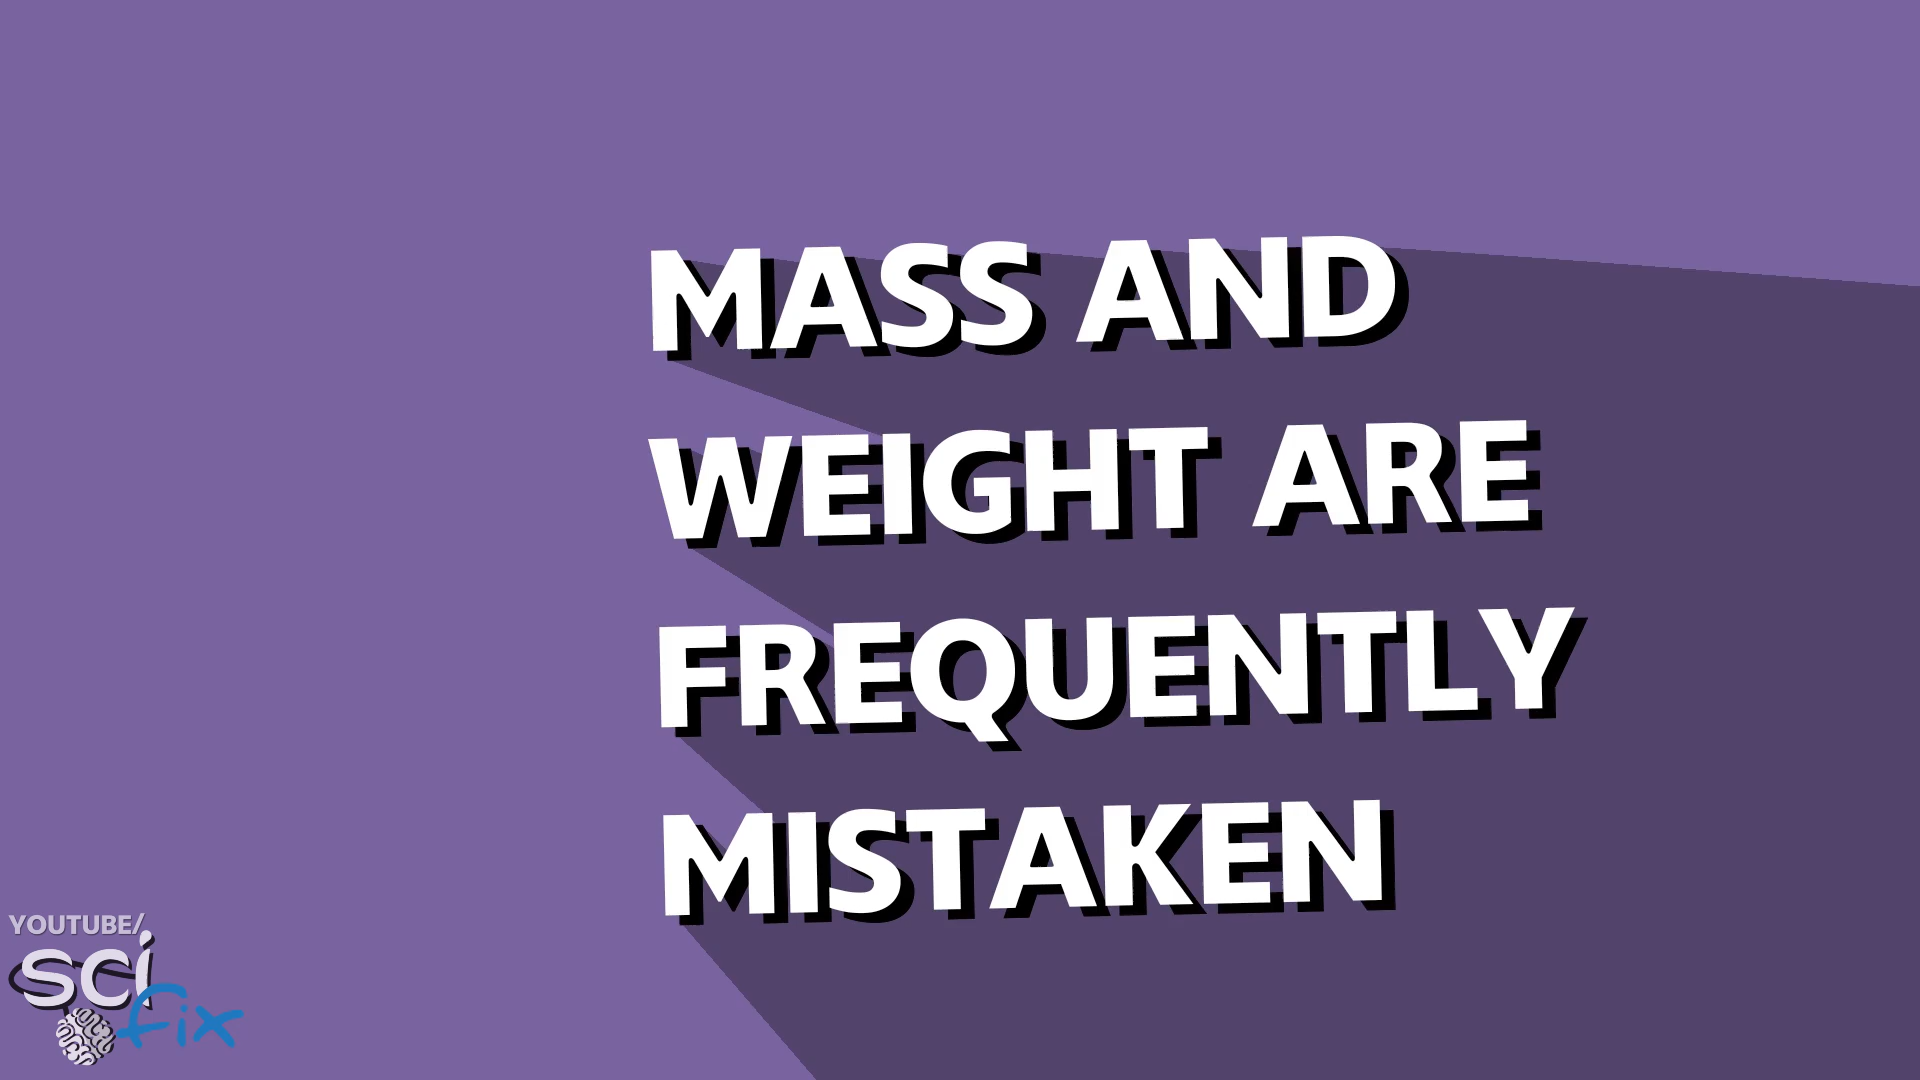 MASS AND
WEIGHT ARE
FREQUENTLY
MISTAKEN
YOUTUBE/
sci
fix